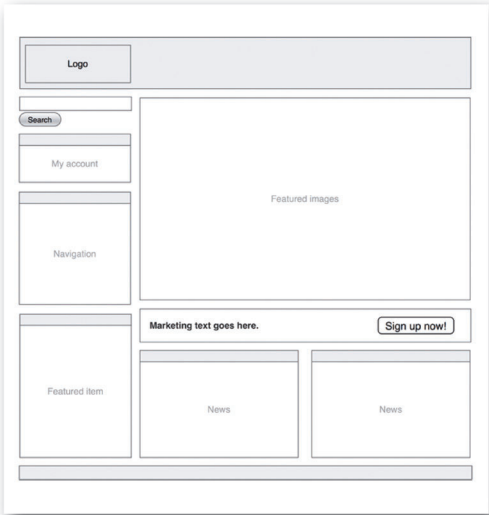 Logo
Search
My account
Featured images
Navigation
Marketing text goes here.
Sign up now!
Featured item
News
News